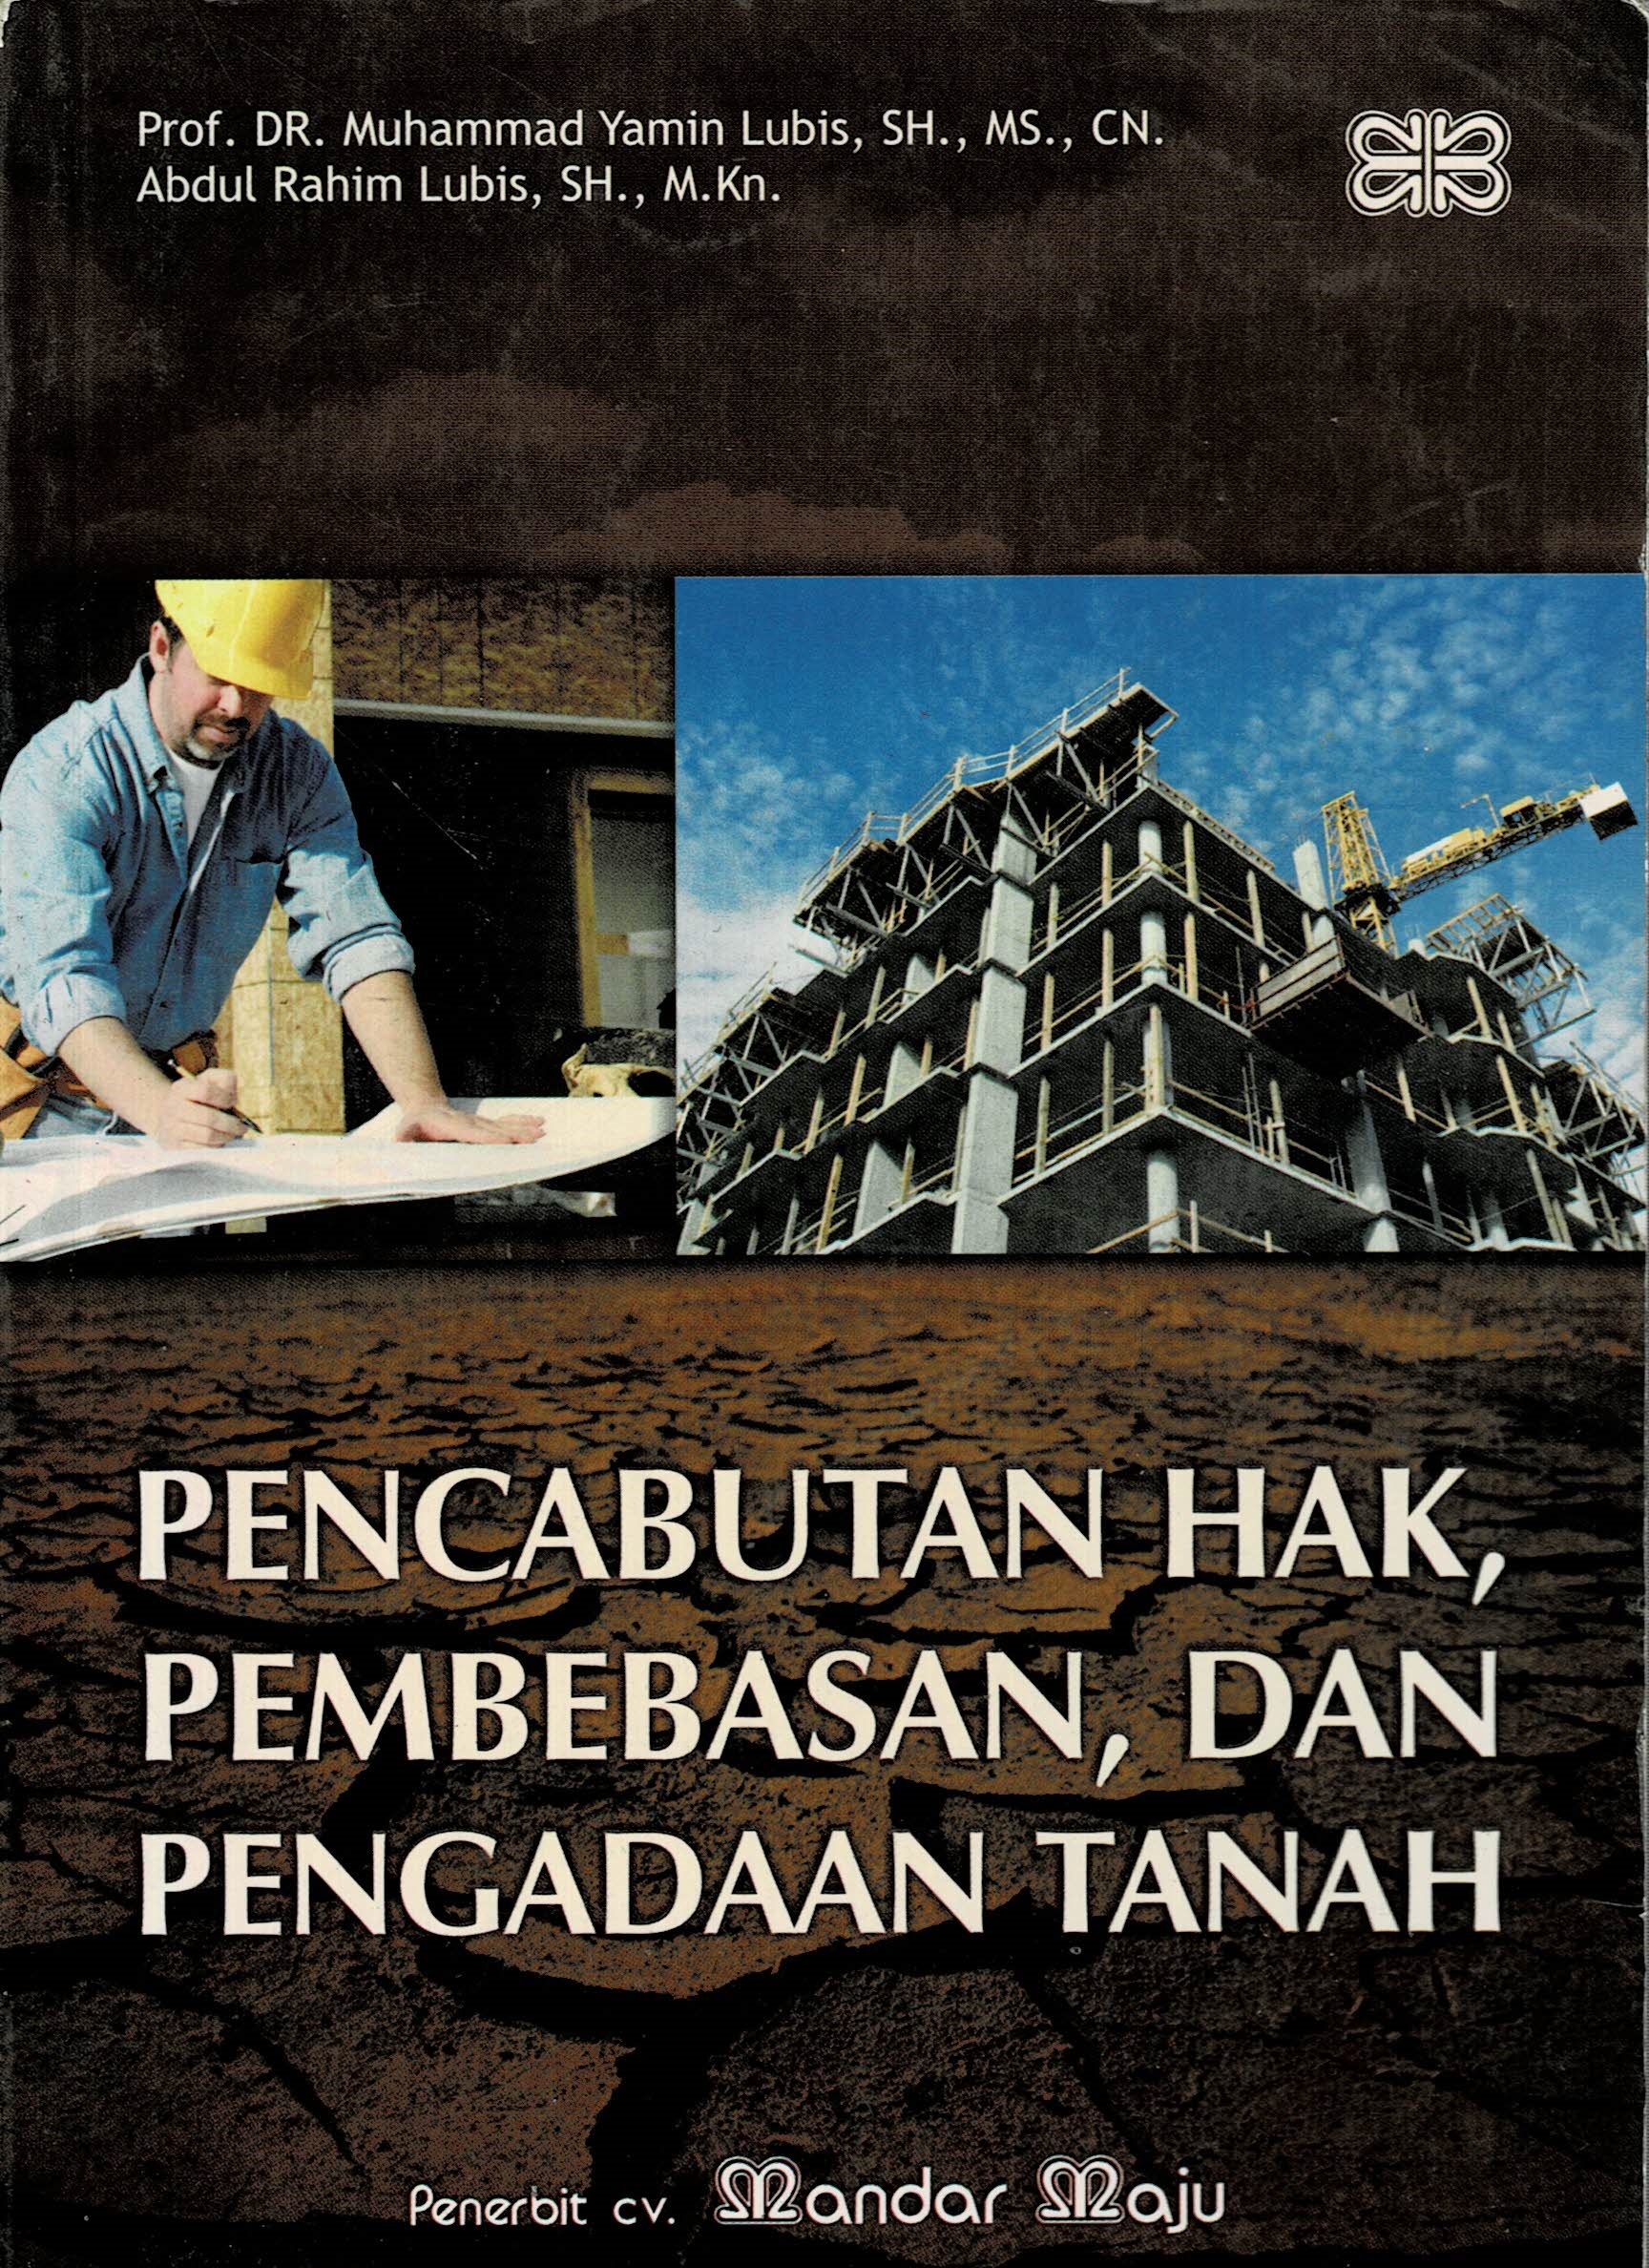 Prof. DR. Muhammad Yamin Lubis, SH., MS., CN.
Abdul Rahim Lubis, SH., M.Kn.
PENCABUTAN HAK,
PEMBEBASAN, DAN
PENGADAAN TANAH
Penerbit cv. Mandar Maju